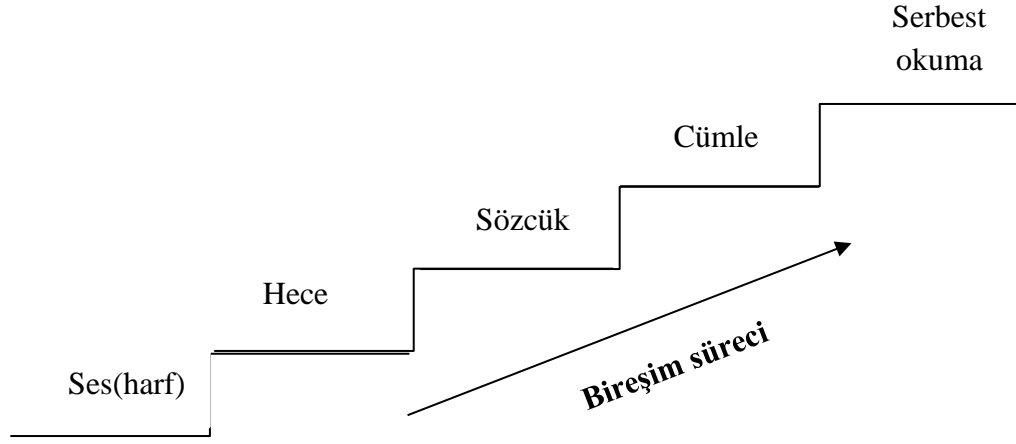 Serbest
okuma
Cümle
Sözcük
Hece
Ses(harf)
Bireşim süreci